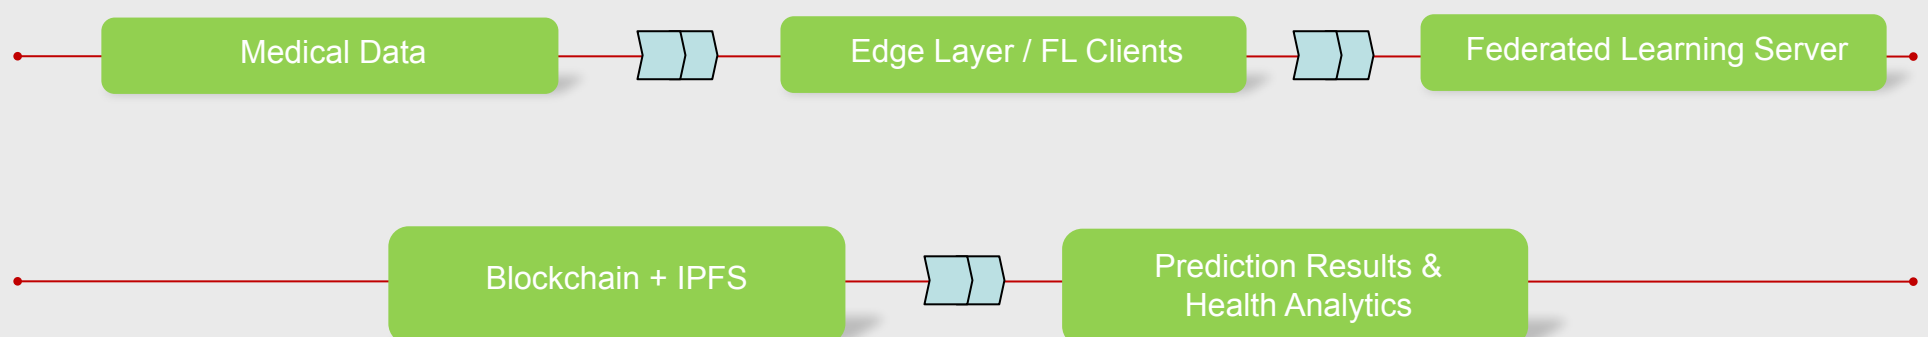 Medical Data
Edge Layer / FL Clients
Federated Learning Server
Blockchain + IPFS
Prediction Results &
Health Analytics